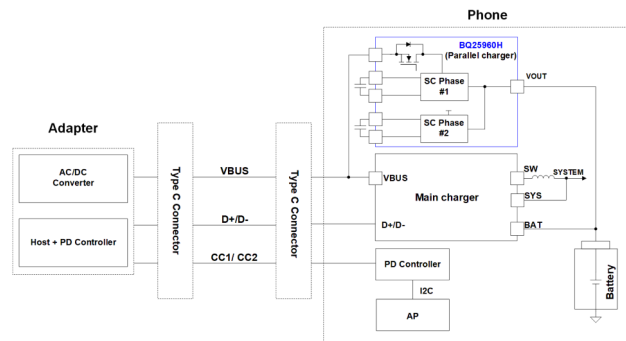 Phone
BQ25960H
(Parallel charger)
SC Phase
#1
VOUT
SC Phase
#2
Adapter
AC/DC
Converter
Host + PD Controller
Type C Connector
VBUS
D+/D-
CC1/ CC2
Type C Connector
VBUS
Main charger
D+/D-
SW
SYSTEM
SYS
BAT
PD Controller
I2C
AP
Battery